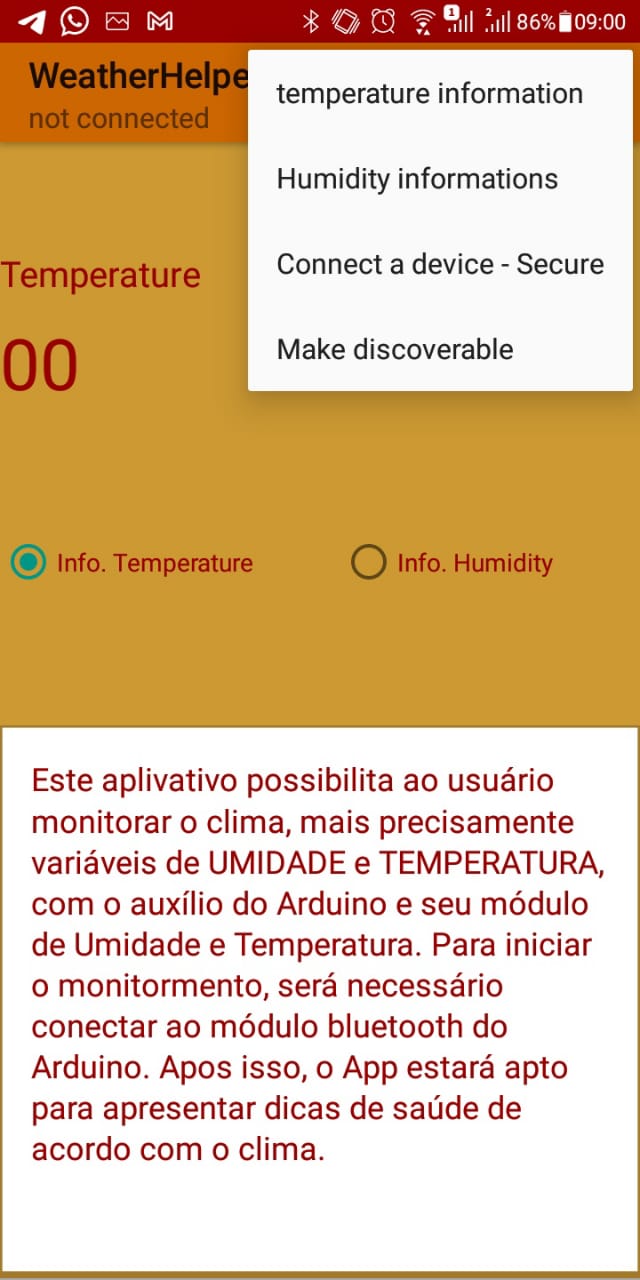 1 2 86% 09:00
WeatherHelpe
not connected
temperature information
Humidity informations
Connect a device - Secure
Make discoverable
Temperature
00
Info. Temperature
Info. Humidity
Este aplivativo possibilita ao usuário
monitorar o clima, mais precisamente
variáveis de UMIDADE e TEMPERATURA,
com o auxílio do Arduino e seu módulo
de Umidade e Temperatura. Para iniciar
o monitormento, será necessário
conectar ao módulo bluetooth do
Arduino. Apos isso, o App estará apto
para apresentar dicas de saúde de
acordo com o clima.